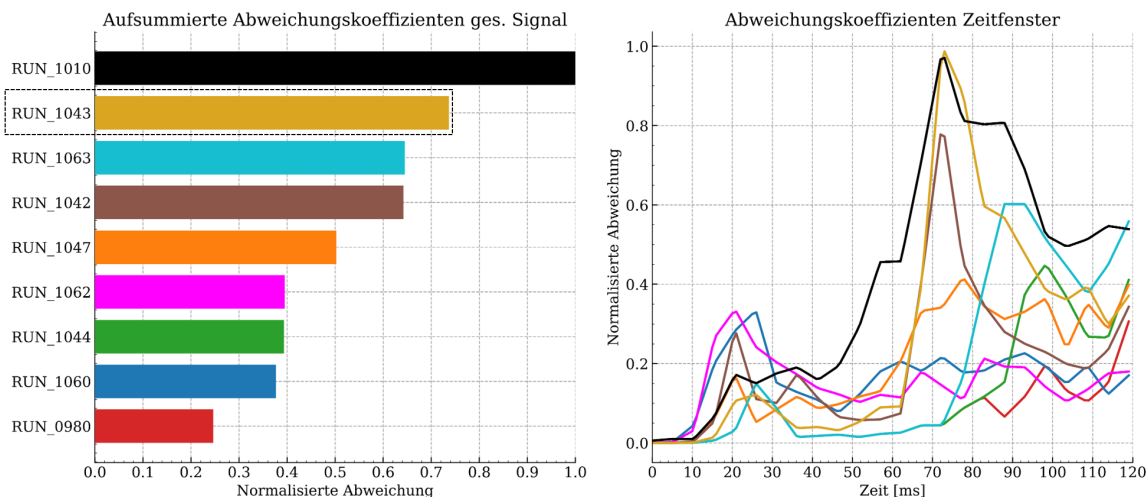 Aufsummierte Abweichungskoeffizienten ges. Signal
RUN_1010
RUN_1043
RUN_1063
RUN_1042
RUN_1047
RUN_1062
RUN_1044
RUN_1060
RUN_0980
0.0 0.1 0.2 0.3 0.4 0.5 0.6 0.7 0.8 0.9 1.0
Normalisierte Abweichung
Abweichungskoeffizienten Zeitfenster
Normalisierte Abweichung
1.0
0.8
0.6
0.4
0.2
0.0
0 10 20 30 40 50 60 70 80 90 100 110 120
Zeit [ms]